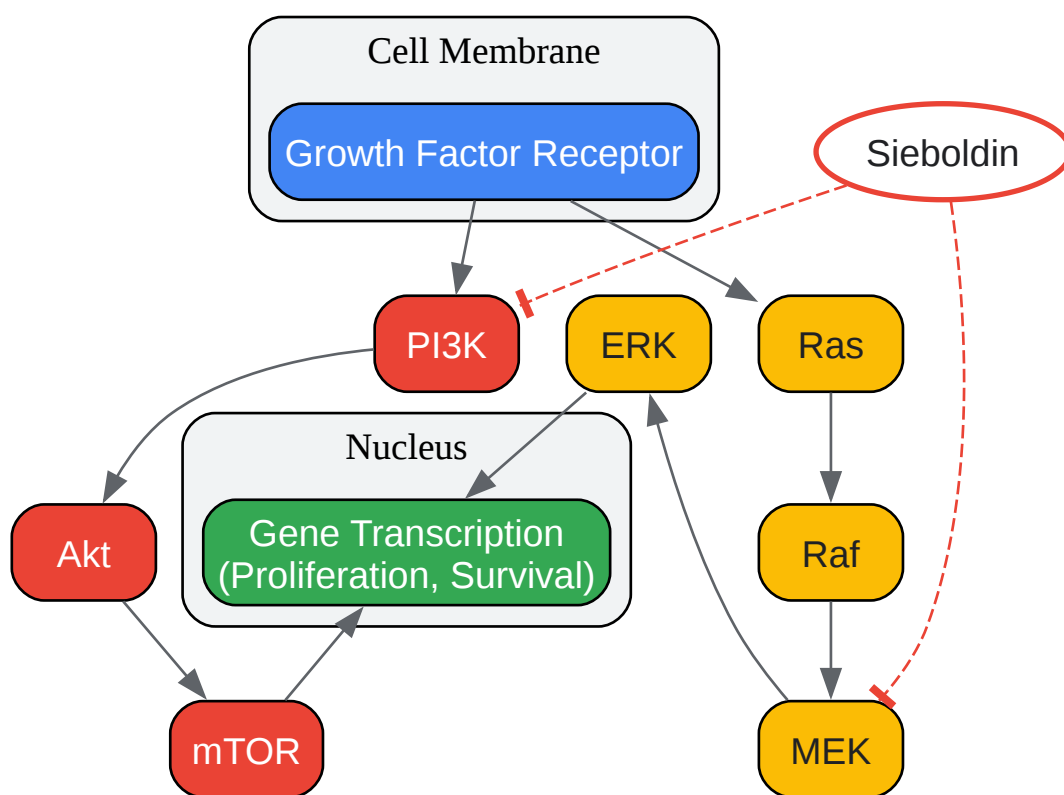 Cell Membrane
Growth Factor Receptor
Sieboldin
PI3K
ERK
Ras
Nucleus
Gene Transcription
(Proliferation, Survival)
Akt
Raf
mTOR
MEK